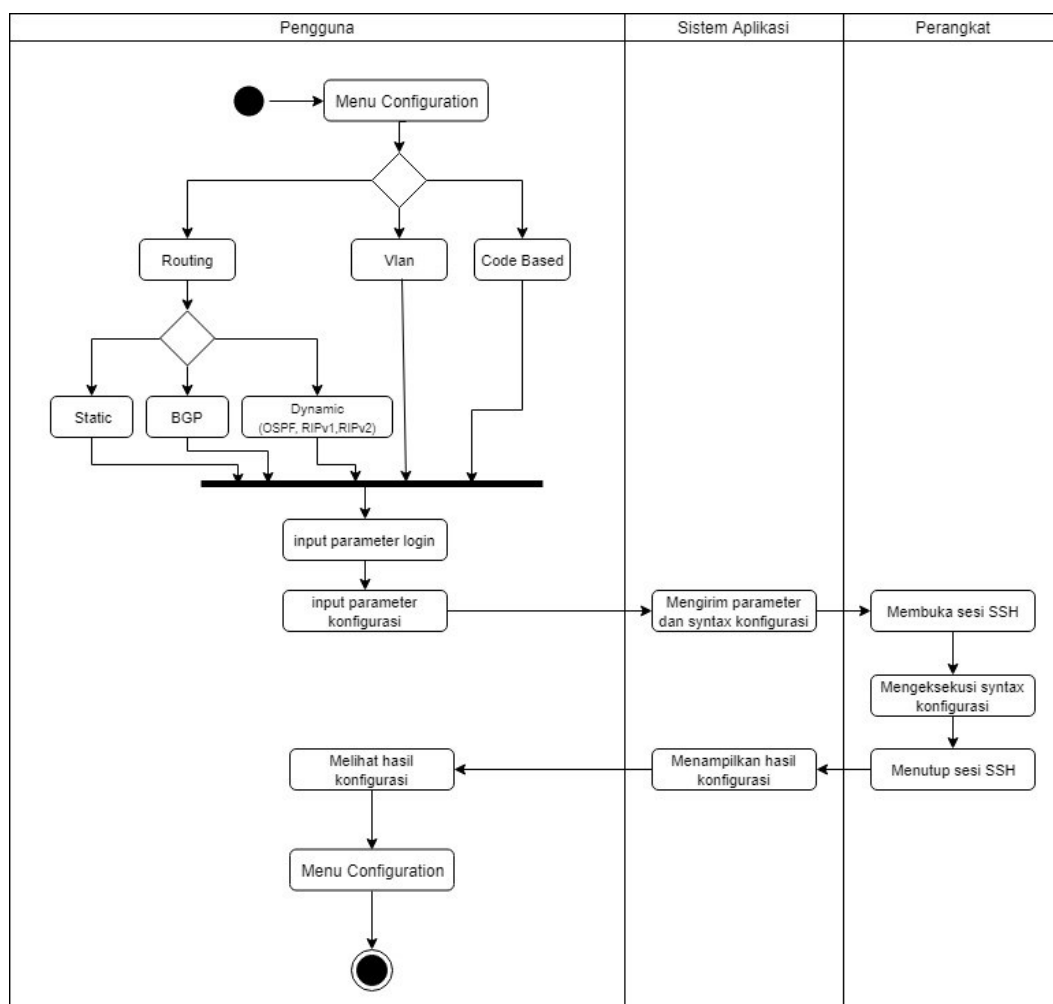 Pengguna
Sistem Aplikasi
Perangkat
Menu Configuration
Routing
Vlan
Code Based
Static
BGP
Dynamic
(OSPF, RIPv1,RIPv2)
input parameter login
input parameter
konfigurasi
Mengirim parameter
dan syntax konfigurasi
Membuka sesi SSH
Mengeksekusi syntax
konfigurasi
Melihat hasil
konfigurasi
Menampilkan hasil
konfigurasi
Menutup sesi SSH
Menu Configuration